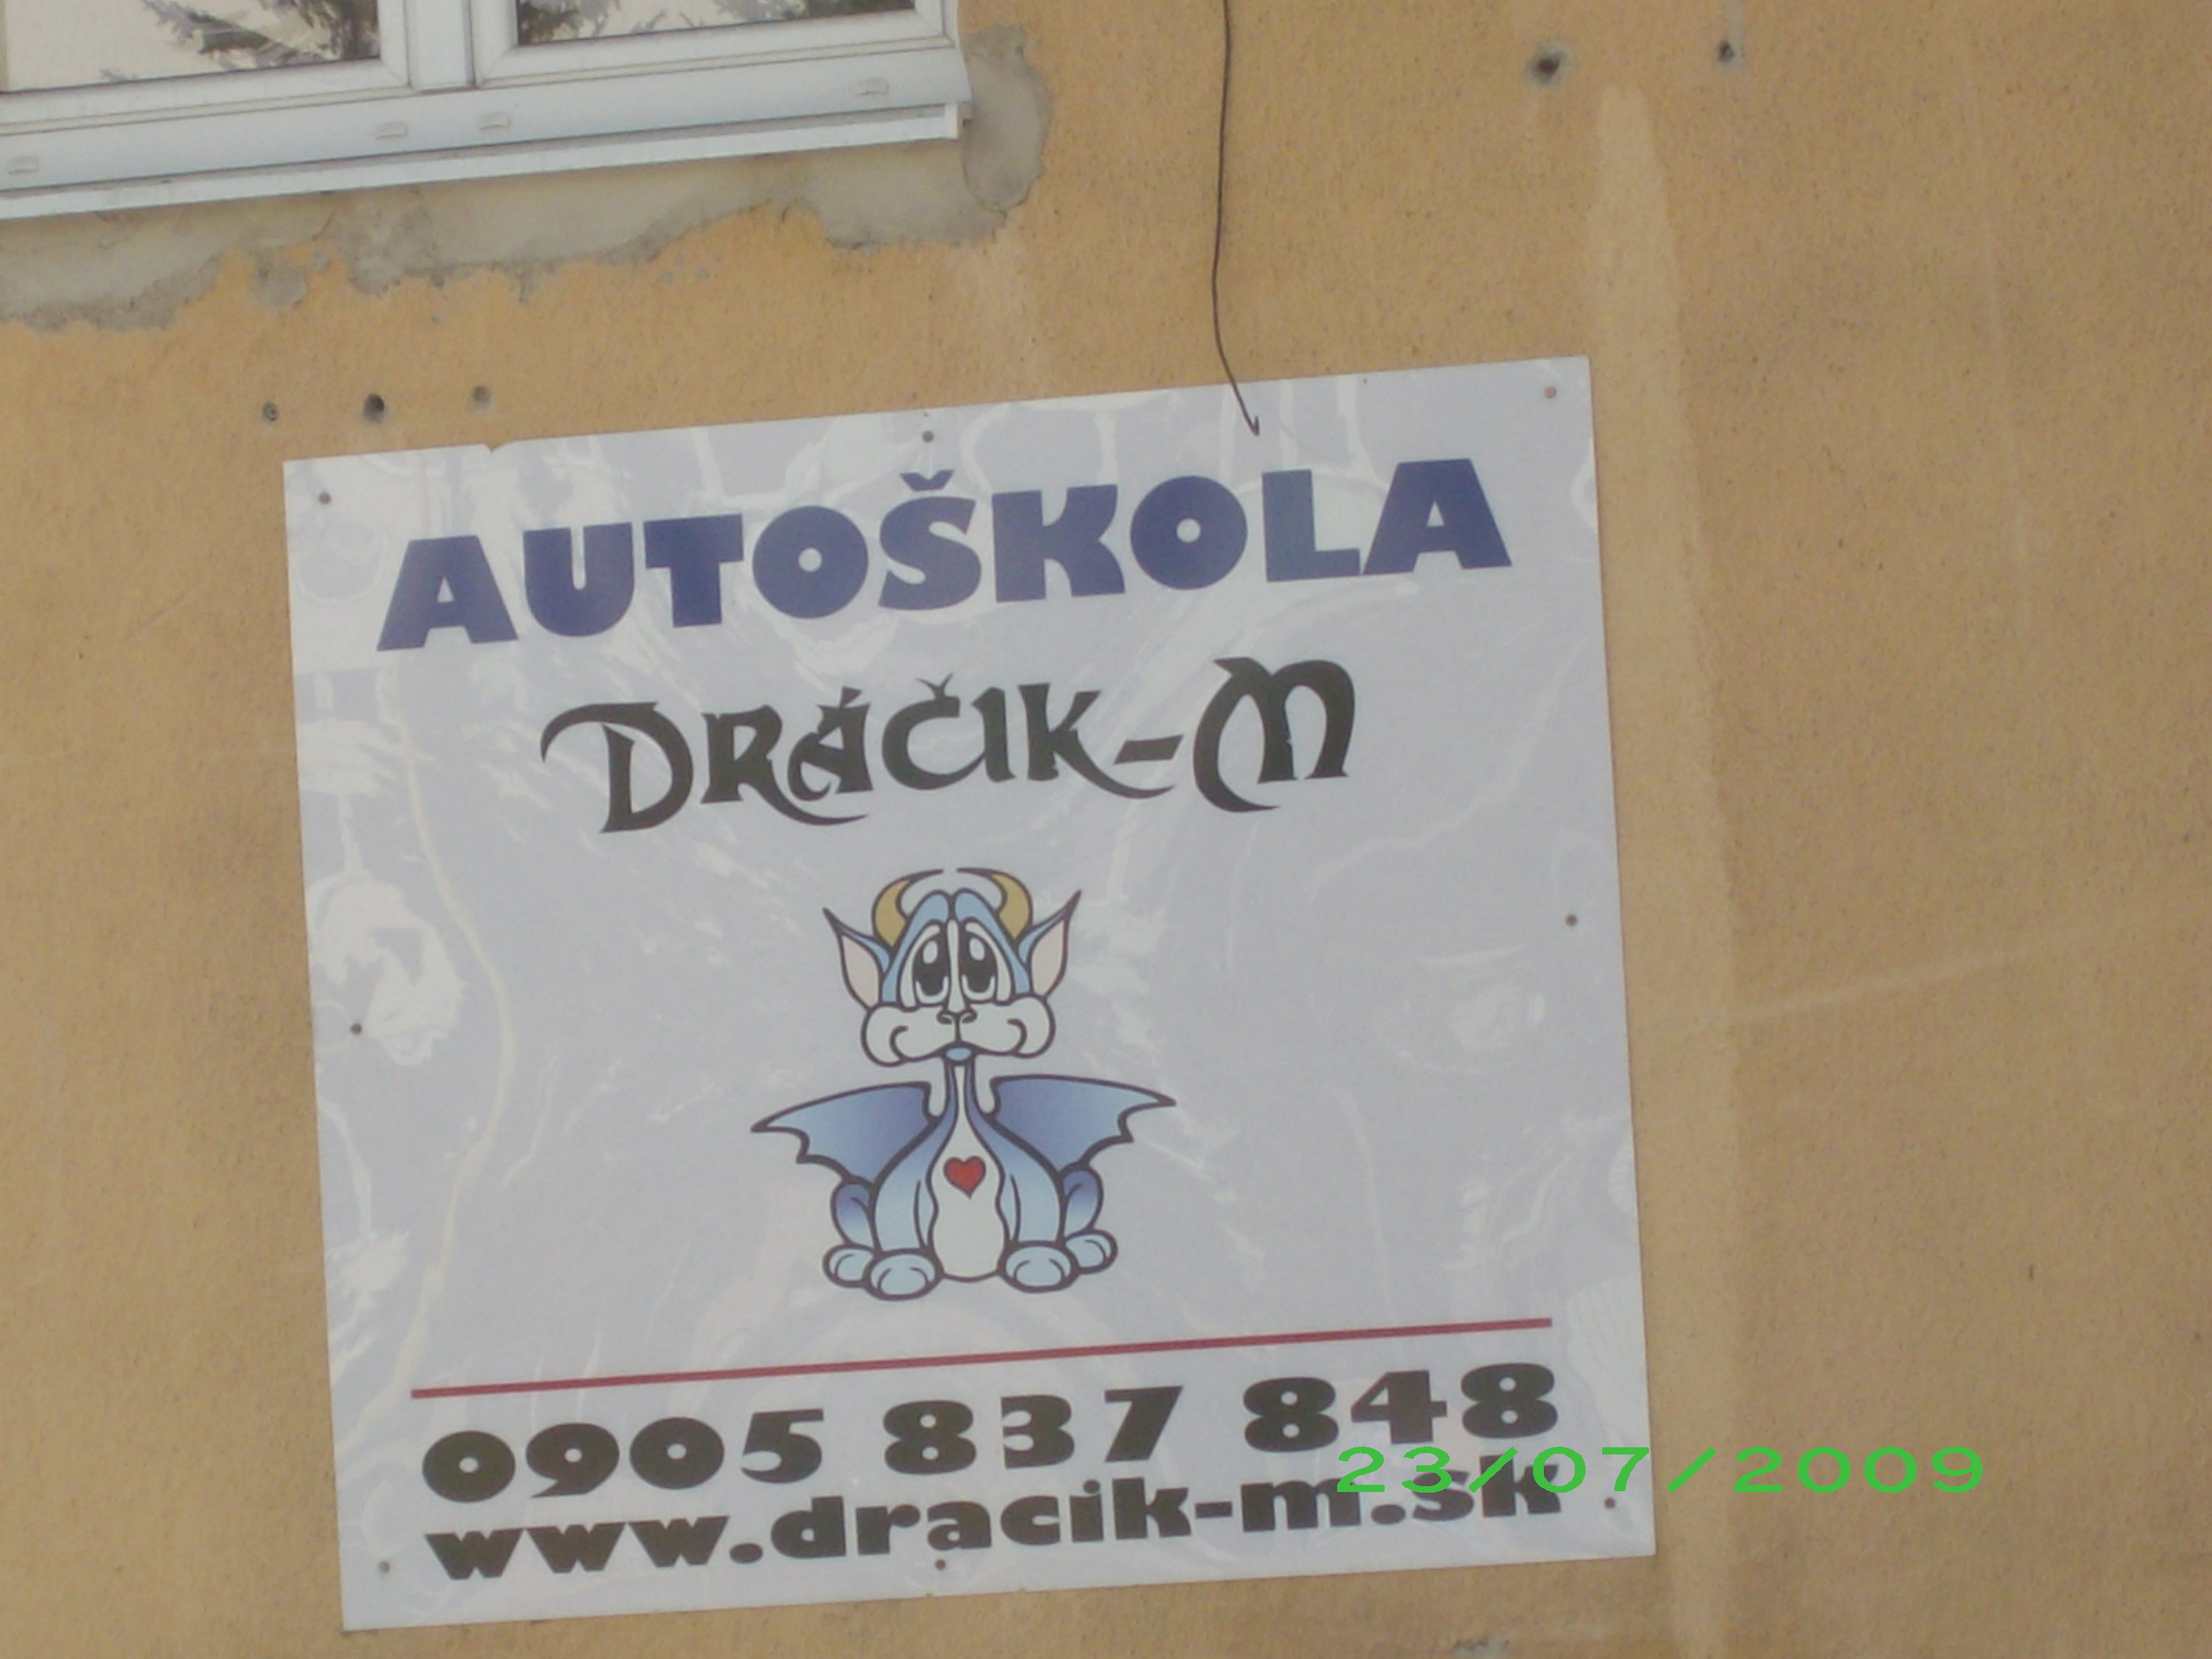 AUTOŠKOLA
DRÁČIK-M
0905 837 848
www.dracik-m.sk
23/07/2009